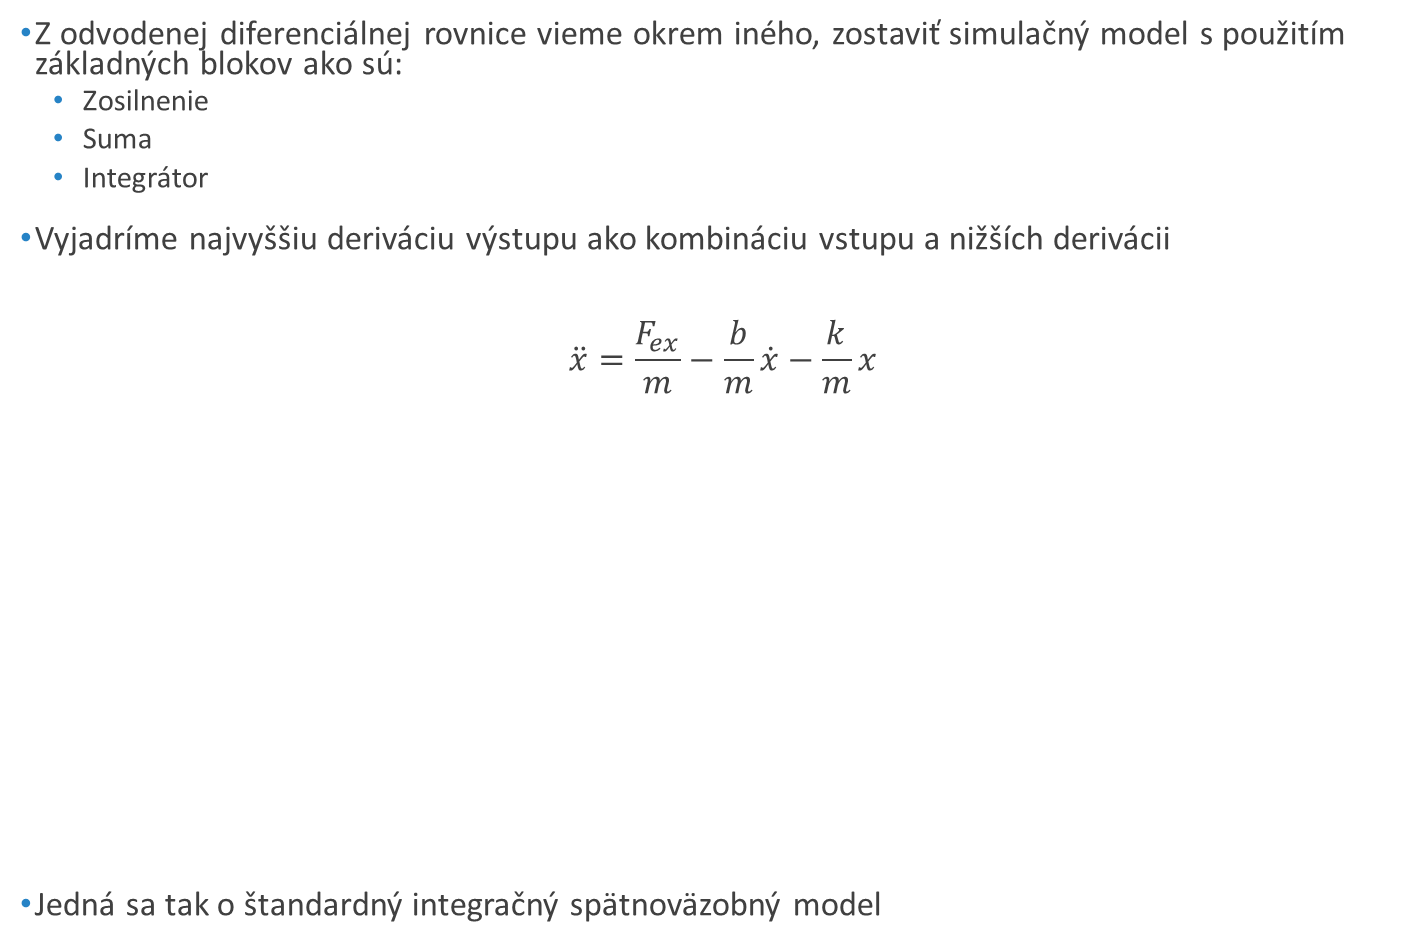 •Z odvodenej diferenciálnej rovnice vieme okrem iného, zostaviť simulačný model s použitím
základných blokov ako sú:
• Zosilnenie
• Suma
• Integrátor
•Vyjadríme najvyššiu deriváciu výstupu ako kombináciu vstupu a nižších derivácii
ẍ = F_ex/m − b/m ẋ − k/m x
•Jedná sa tak o štandardný integračný spätnoväzobný model